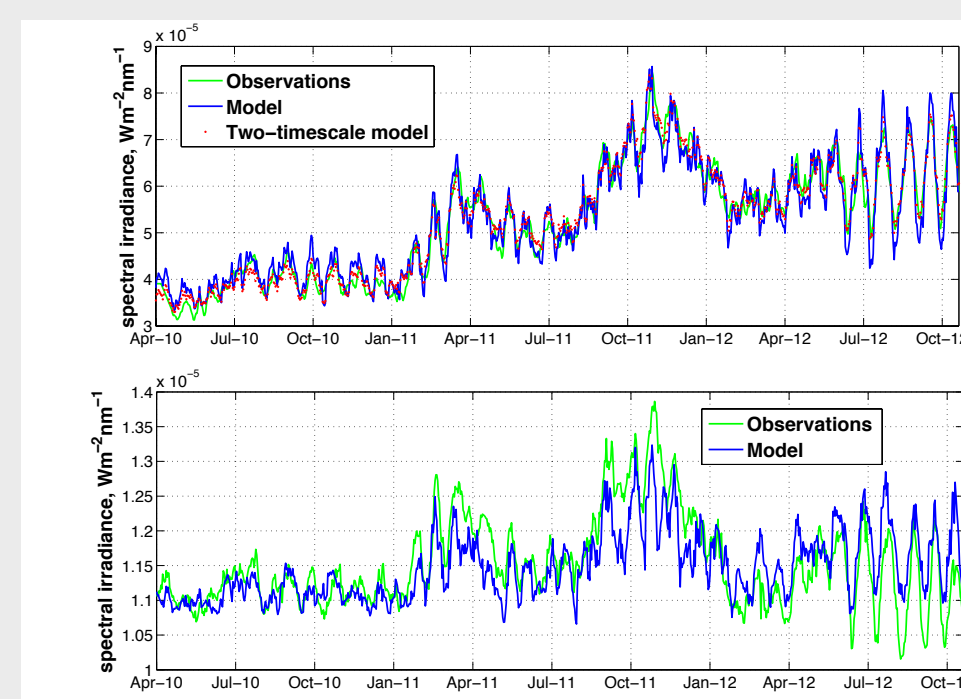 x 10−5
9
8
7
6
5
4
3
spectral irradiance, Wm−2nm−1
Observations
Model
Two−timescale model
Apr−10 Jul−10 Oct−10 Jan−11 Apr−11 Jul−11 Oct−11 Jan−12 Apr−12 Jul−12 Oct−12
x 10−5
1.4
1.35
1.3
1.25
1.2
1.15
1.1
1.05
1
spectral irradiance, Wm−2nm−1
Observations
Model
Apr−10 Jul−10 Oct−10 Jan−11 Apr−11 Jul−11 Oct−11 Jan−12 Apr−12 Jul−12 Oct−1